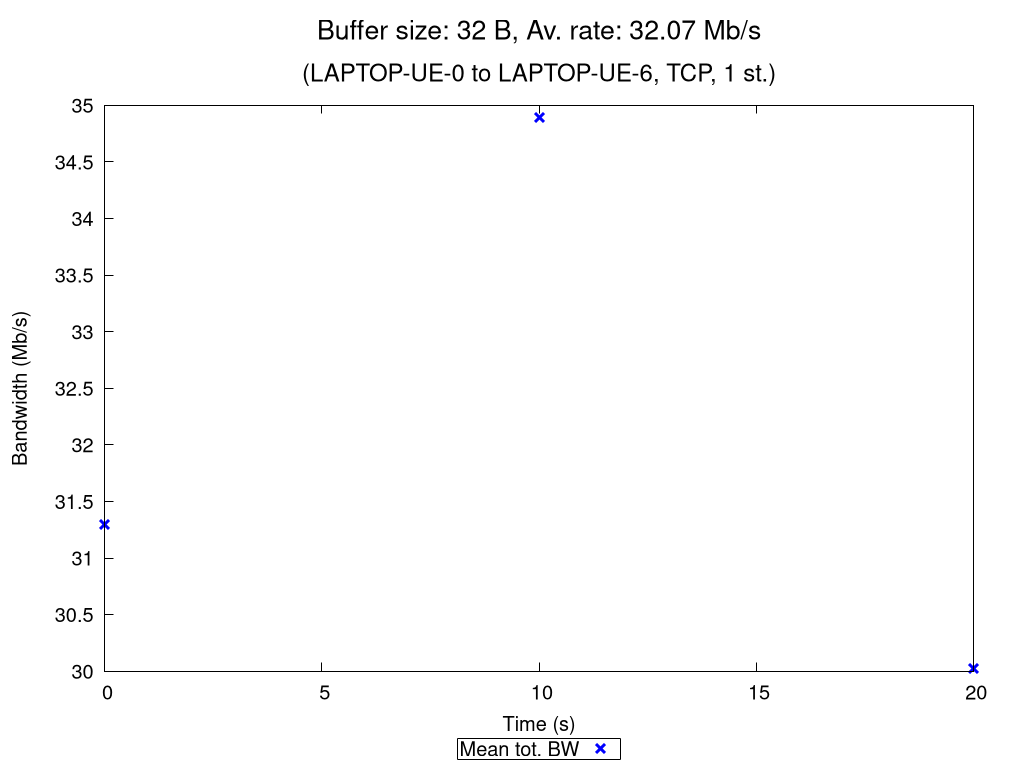 Buffer size: 32 B, Av. rate: 32.07 Mb/s
(LAPTOP-UE-0 to LAPTOP-UE-6, TCP, 1 st.)
35
34.5
34
33.5
33
32.5
32
31.5
31
30.5
30
Bandwidth (Mb/s)
0 5 10 15 20
Time (s)
Mean tot. BW